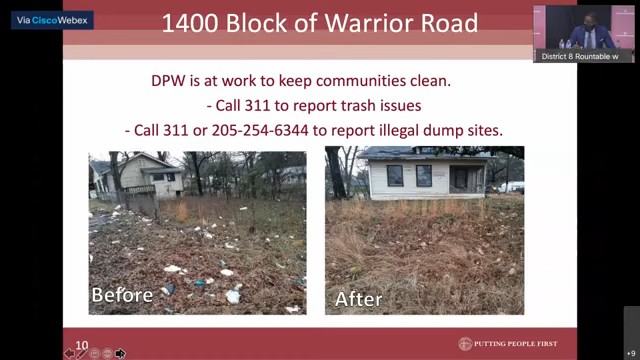 Via Cisco Webex
1400 Block of Warrior Road
District 8 Roundtable w
DPW is at work to keep communities clean.
- Call 311 to report trash issues
- Call 311 or 205-254-6344 to report illegal dump sites.
Before
After
10
PUTTING PEOPLE FIRST
+9